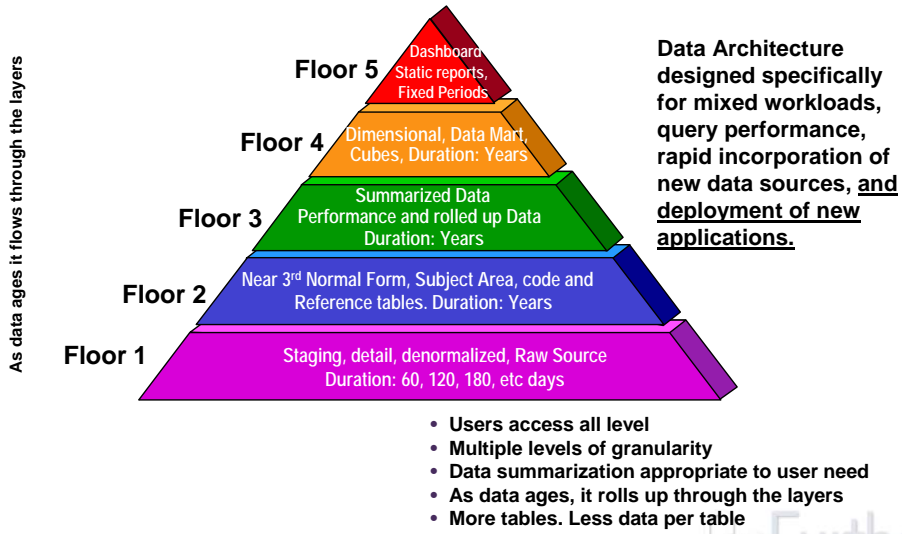 As data ages it flows through the layers
Floor 5
Dashboard
Static reports,
Fixed Periods
Floor 4
Dimensional, Data Mart,
Cubes, Duration: Years
Floor 3
Summarized Data
Performance and rolled up Data
Duration: Years
Floor 2
Near 3rd Normal Form, Subject Area, code and
Reference tables. Duration: Years
Floor 1
Staging, detail, denormalized, Raw Source
Duration: 60, 120, 180, etc days
Data Architecture
designed specifically
for mixed workloads,
query performance,
rapid incorporation of
new data sources, and
deployment of new
applications.
• Users access all level
• Multiple levels of granularity
• Data summarization appropriate to user need
• As data ages, it rolls up through the layers
• More tables. Less data per table